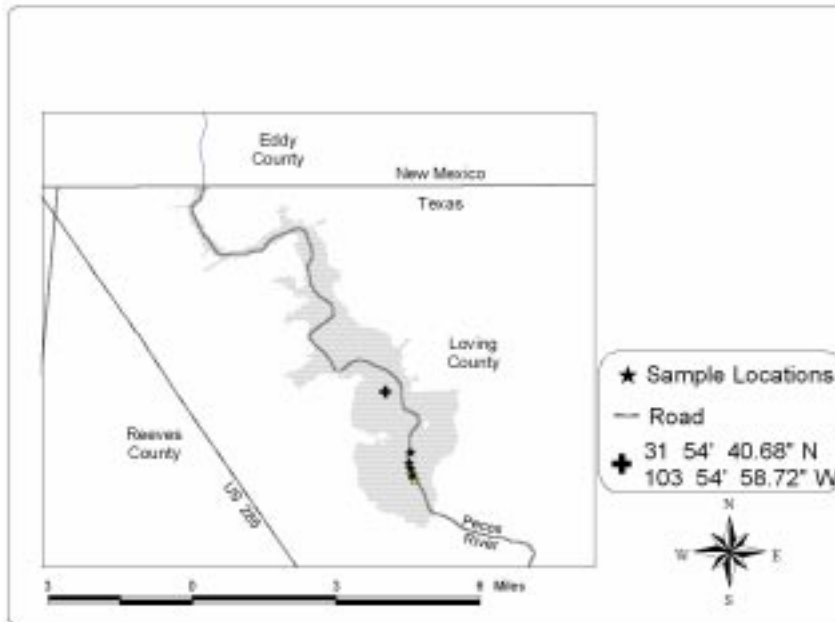 Eddy
County
New Mexico
Texas
Loving
County
Reeves
County
US 285
Pecos
River
Sample Locations
Road
31 54' 40.68" N
103 54' 58.72" W
N
W E
S
3 0 3 6 Miles